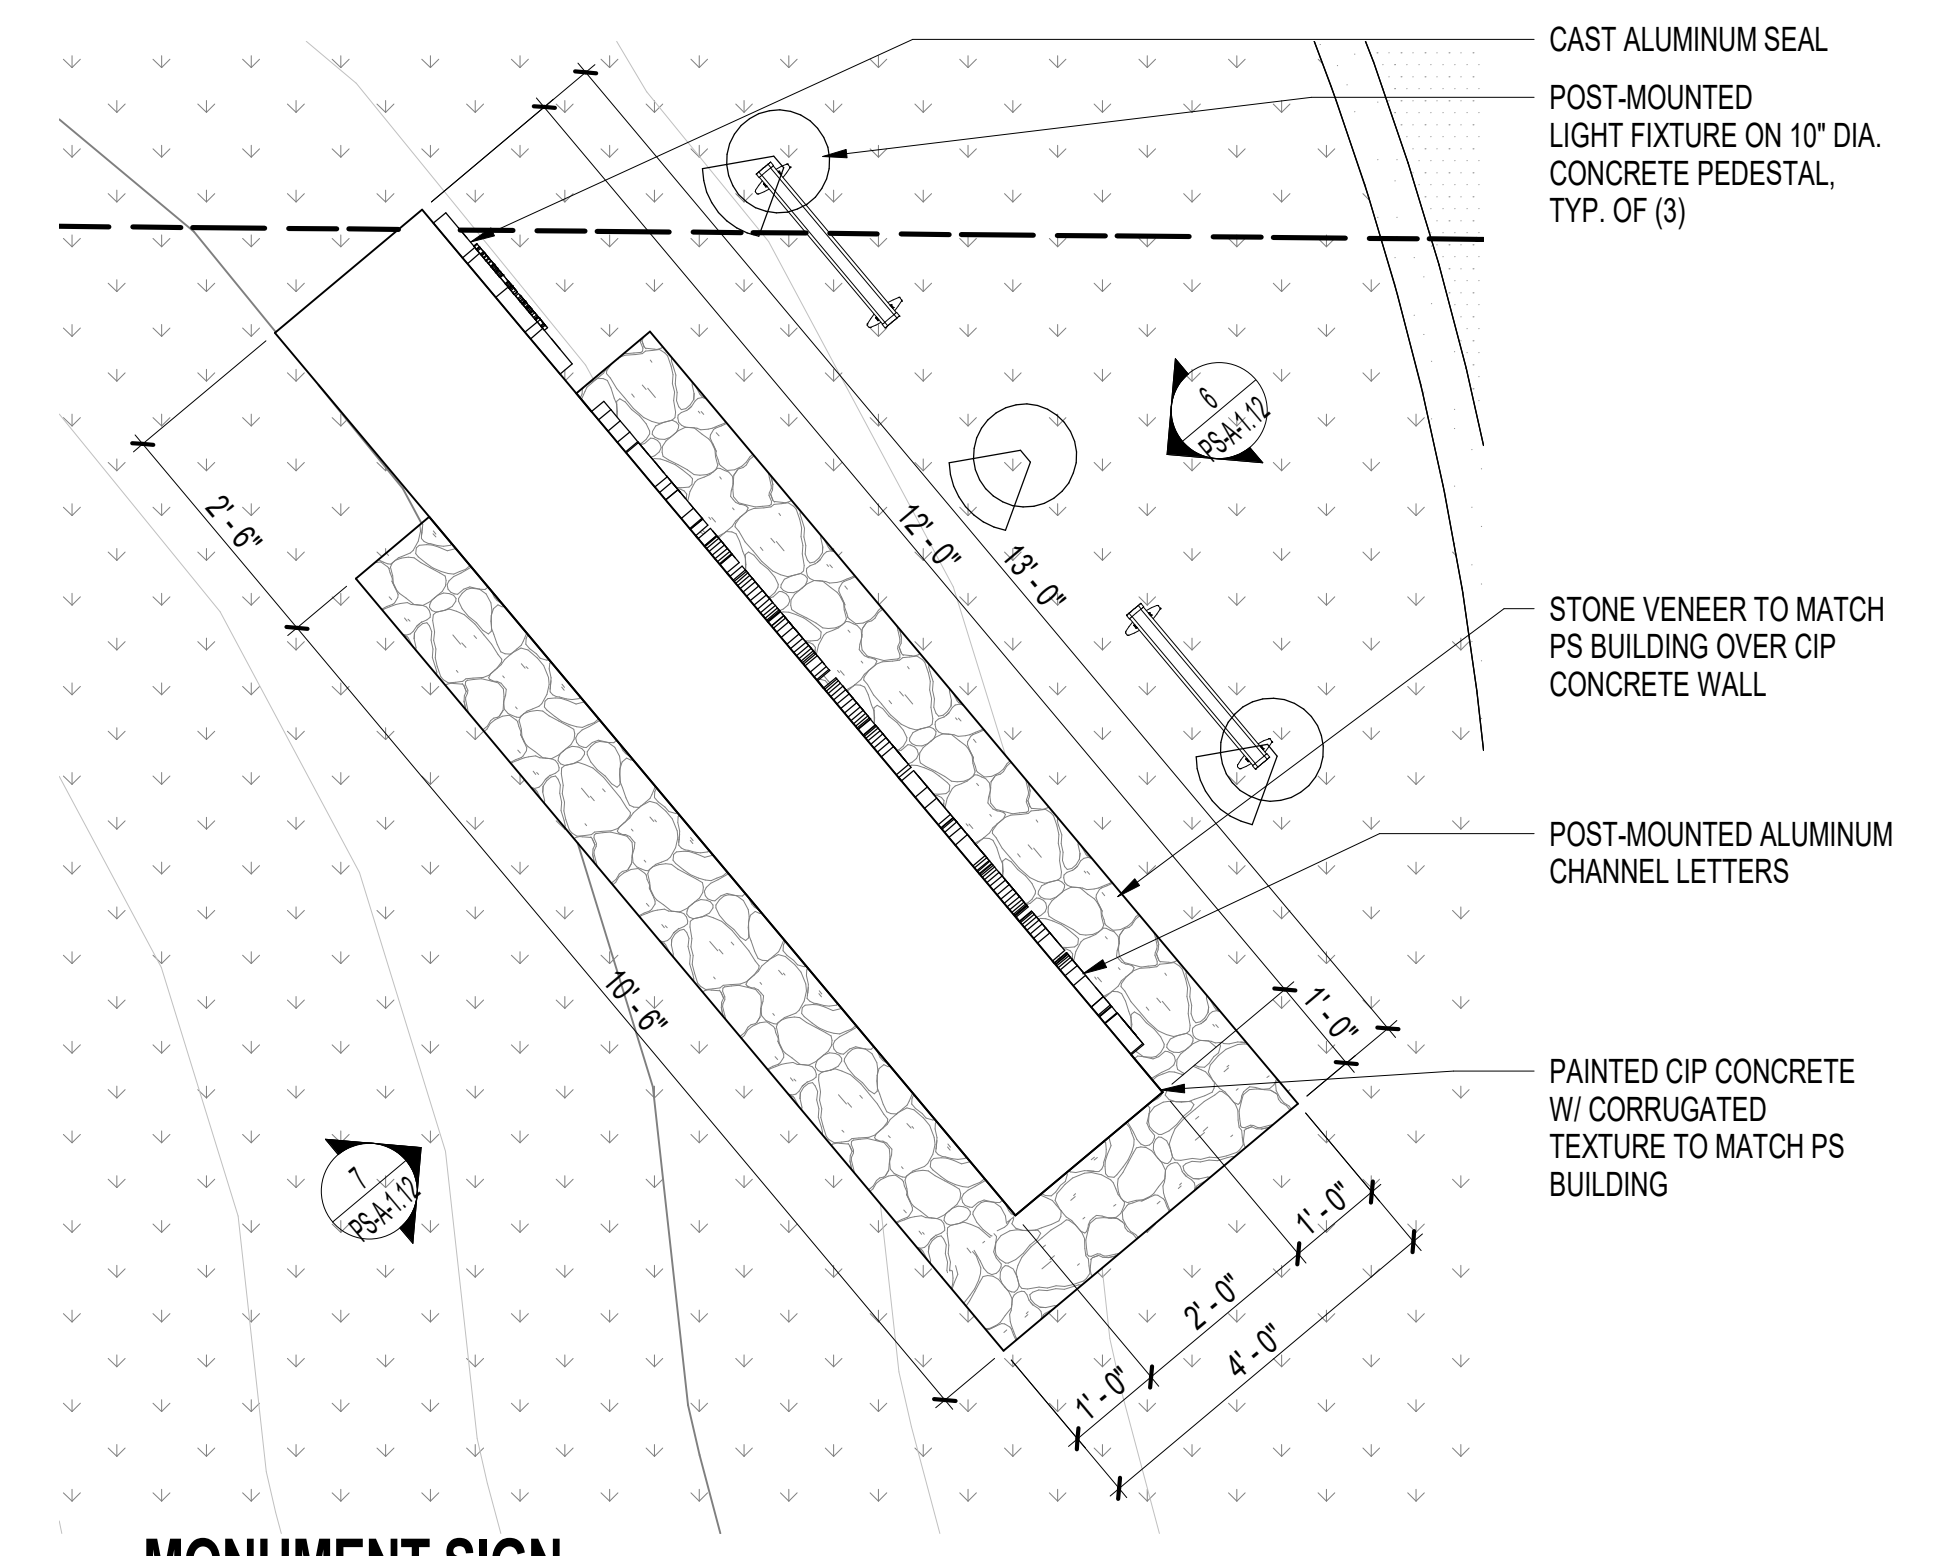 CAST ALUMINUM SEAL
POST-MOUNTED
LIGHT FIXTURE ON 10" DIA.
CONCRETE PEDESTAL,
TYP. OF (3)
6
PS-A-1.12
2' - 6"
12' - 0"
13' - 0"
STONE VENEER TO MATCH
PS BUILDING OVER CIP
CONCRETE WALL
POST-MOUNTED ALUMINUM
CHANNEL LETTERS
10' - 6"
1' - 0"
PAINTED CIP CONCRETE
W/ CORRUGATED
TEXTURE TO MATCH PS
BUILDING
7
PS-A-1.12
1' - 0"
2' - 0"
4' - 0"
1' - 0"
MONUMENT SIGN